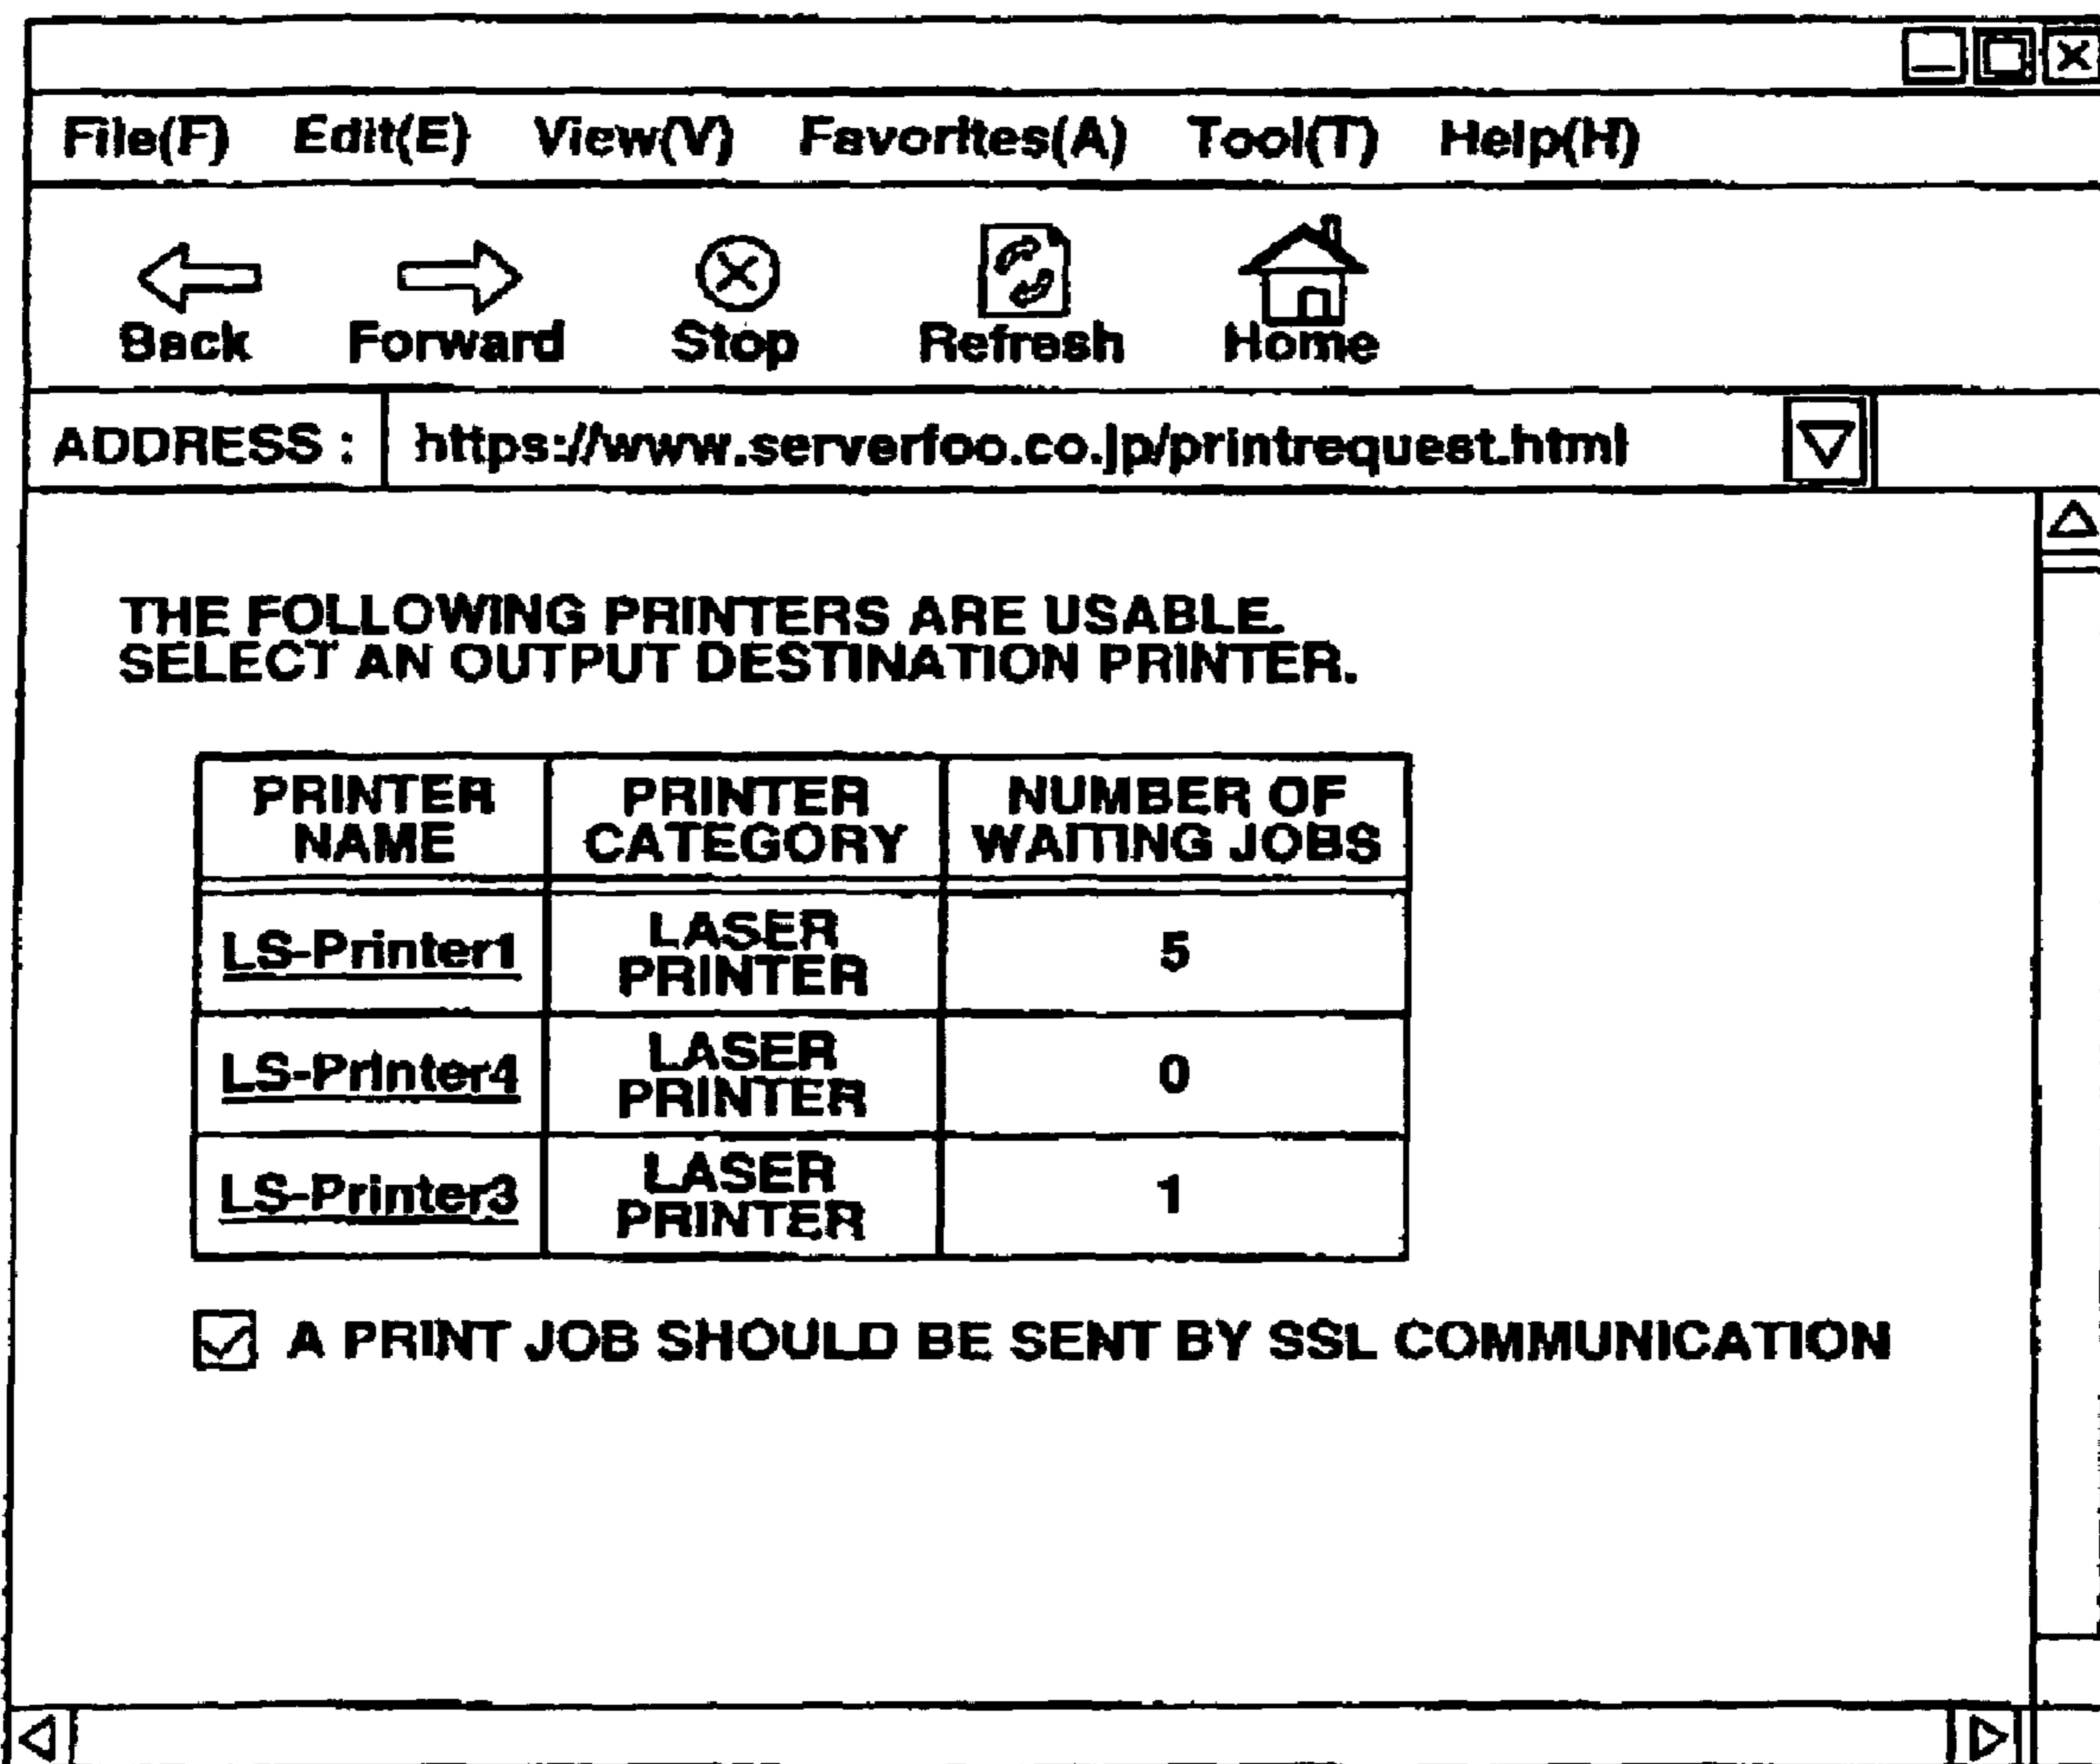 File(F) Edit(E) View(V) Favorites(A) Tool(T) Help(H)
Back Forward Stop Refresh Home
ADDRESS : https://www.serverfoo.co.jp/printrequest.html
THE FOLLOWING PRINTERS ARE USABLE.
SELECT AN OUTPUT DESTINATION PRINTER.
PRINTER PRINTER NUMBER OF
NAME CATEGORY WAITING JOBS
LS-Printer1 LASER PRINTER 5
LS-Printer4 LASER PRINTER 0
LS-Printer3 LASER PRINTER 1
A PRINT JOB SHOULD BE SENT BY SSL COMMUNICATION